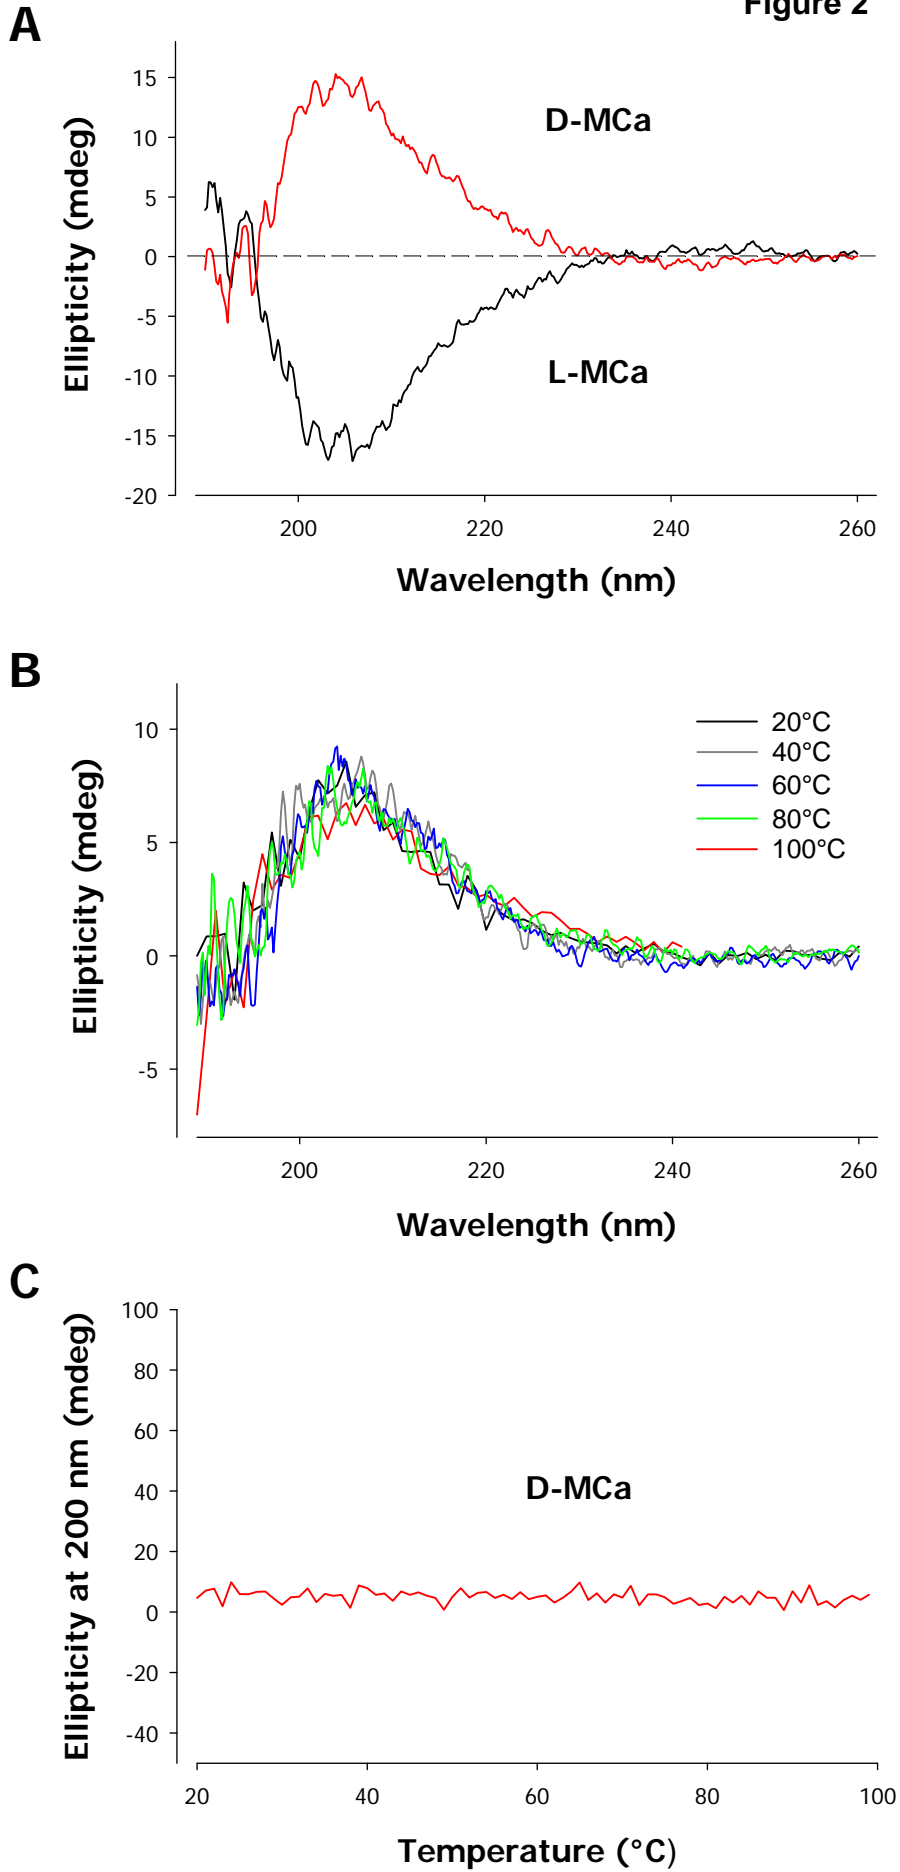 Figure 2
A
15
10
5
0
-5
-10
-15
-20
Ellipticity (mdeg)
D-MCa
L-MCa
200 220 240 260
Wavelength (nm)
B
10
5
0
-5
Ellipticity (mdeg)
20°C
40°C
60°C
80°C
100°C
200 220 240 260
Wavelength (nm)
C
100
80
60
40
20
0
-20
-40
Ellipticity at 200 nm (mdeg)
D-MCa
20 40 60 80 100
Temperature (°C)